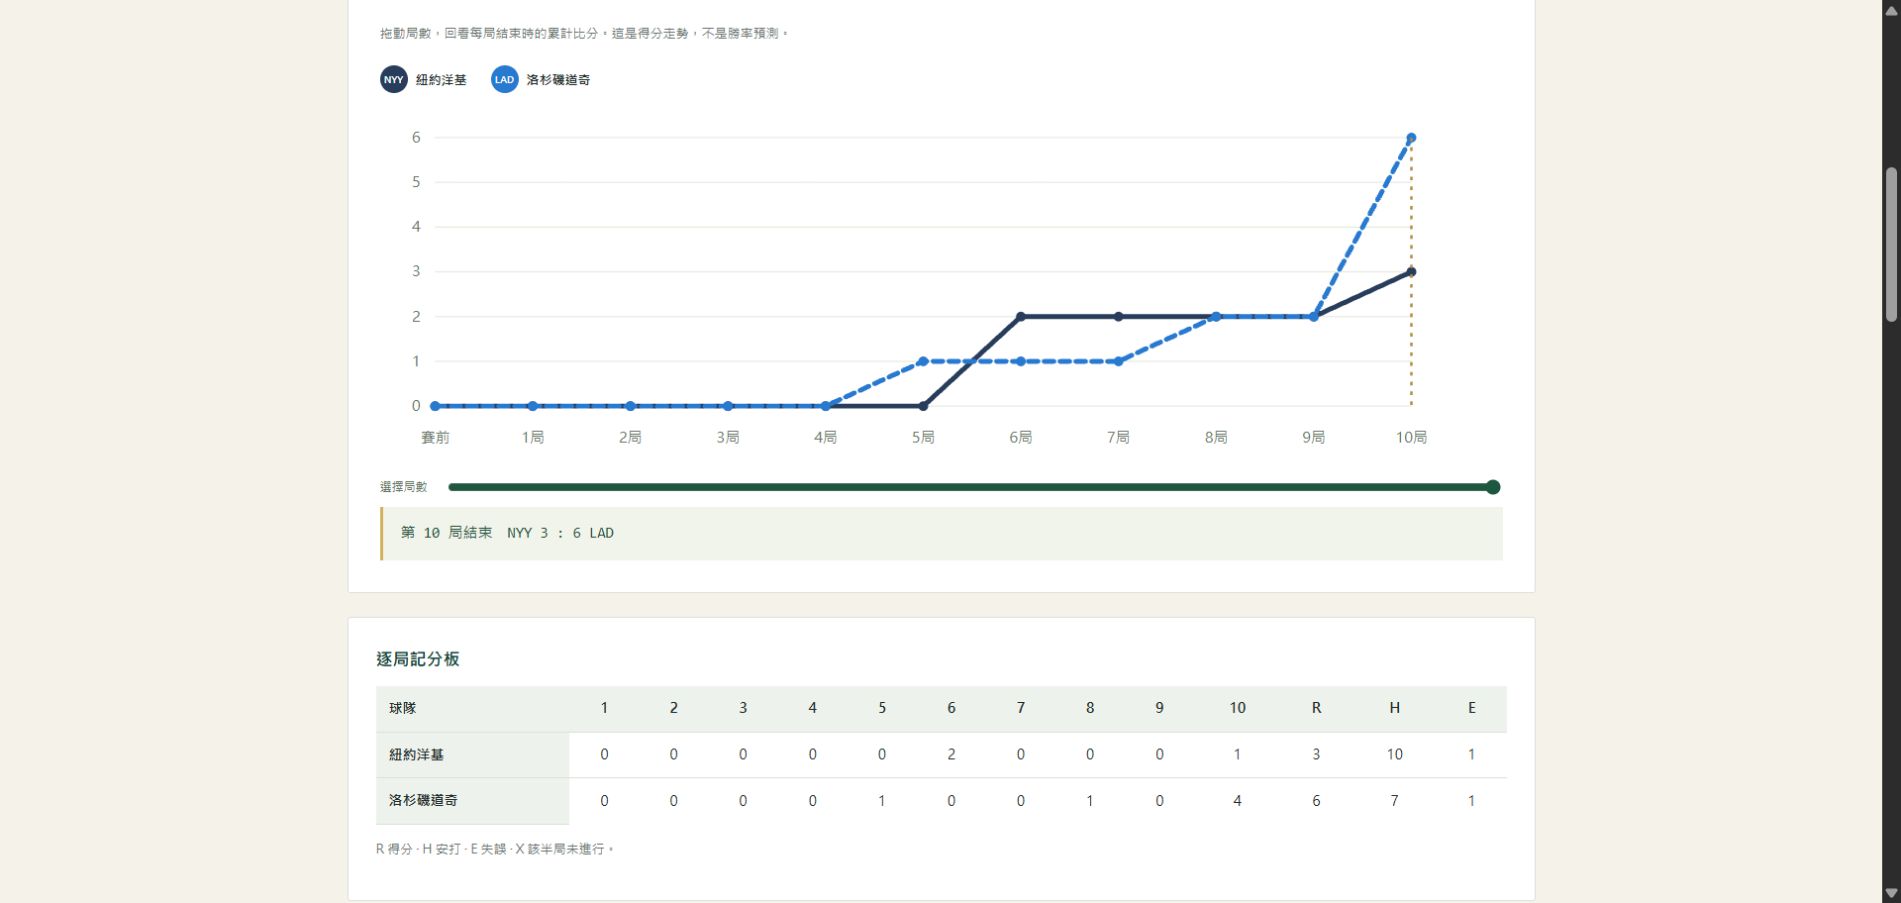 拖動局數，回看每局結束時的累計比分。這是得分走勢，不是勝率預測。
NYY 紐約洋基 LAD 洛杉磯道奇
6
5
4
3
2
1
0
賽前 1局 2局 3局 4局 5局 6局 7局 8局 9局 10局
選擇局數
第 10 局結束 NYY 3 : 6 LAD
逐局記分板
球隊 1 2 3 4 5 6 7 8 9 10 R H E
紐約洋基 0 0 0 0 0 2 0 0 0 1 3 10 1
洛杉磯道奇 0 0 0 0 1 0 0 1 0 4 6 7 1
R 得分 · H 安打 · E 失誤 · X 該半局未進行。